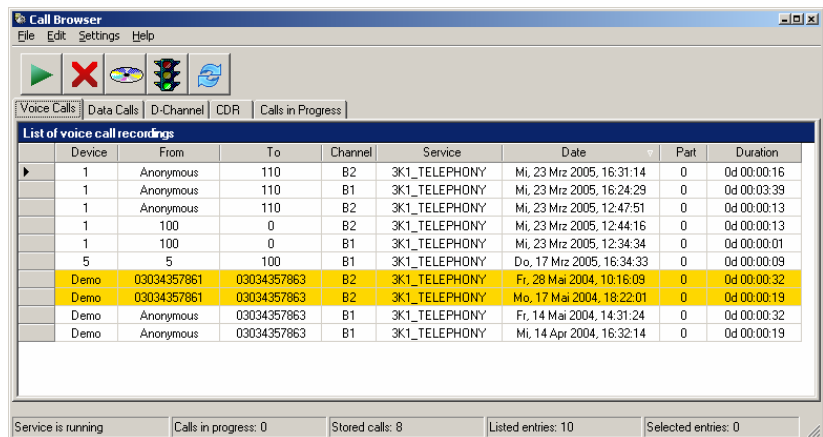 Call Browser
File Edit Settings Help
Voice Calls Data Calls D-Channel CDR Calls in Progress
List of voice call recordings
Device From To Channel Service Date Part Duration
1 Anonymous 110 B2 3K1_TELEPHONY Mi, 23 Mrz 2005, 16:31:14 0 0d 00:00:16
1 Anonymous 110 B1 3K1_TELEPHONY Mi, 23 Mrz 2005, 16:24:29 0 0d 00:03:39
1 Anonymous 110 B2 3K1_TELEPHONY Mi, 23 Mrz 2005, 12:47:51 0 0d 00:00:13
1 100 0 B2 3K1_TELEPHONY Mi, 23 Mrz 2005, 12:44:16 0 0d 00:00:13
1 100 0 B1 3K1_TELEPHONY Mi, 23 Mrz 2005, 12:34:34 0 0d 00:00:01
5 5 100 B1 3K1_TELEPHONY Do, 17 Mrz 2005, 16:34:33 0 0d 00:00:09
Demo 03034357861 03034357863 B2 3K1_TELEPHONY Fr, 28 Mai 2004, 10:16:09 0 0d 00:00:32
Demo 03034357861 03034357863 B2 3K1_TELEPHONY Mo, 17 Mai 2004, 18:22:01 0 0d 00:00:19
Demo Anonymous 03034357863 B1 3K1_TELEPHONY Fr, 14 Mai 2004, 14:31:24 0 0d 00:00:32
Demo Anonymous 03034357863 B1 3K1_TELEPHONY Mi, 14 Apr 2004, 16:32:14 0 0d 00:00:19
Service is running Calls in progress: 0 Stored calls: 8 Listed entries: 10 Selected entries: 0